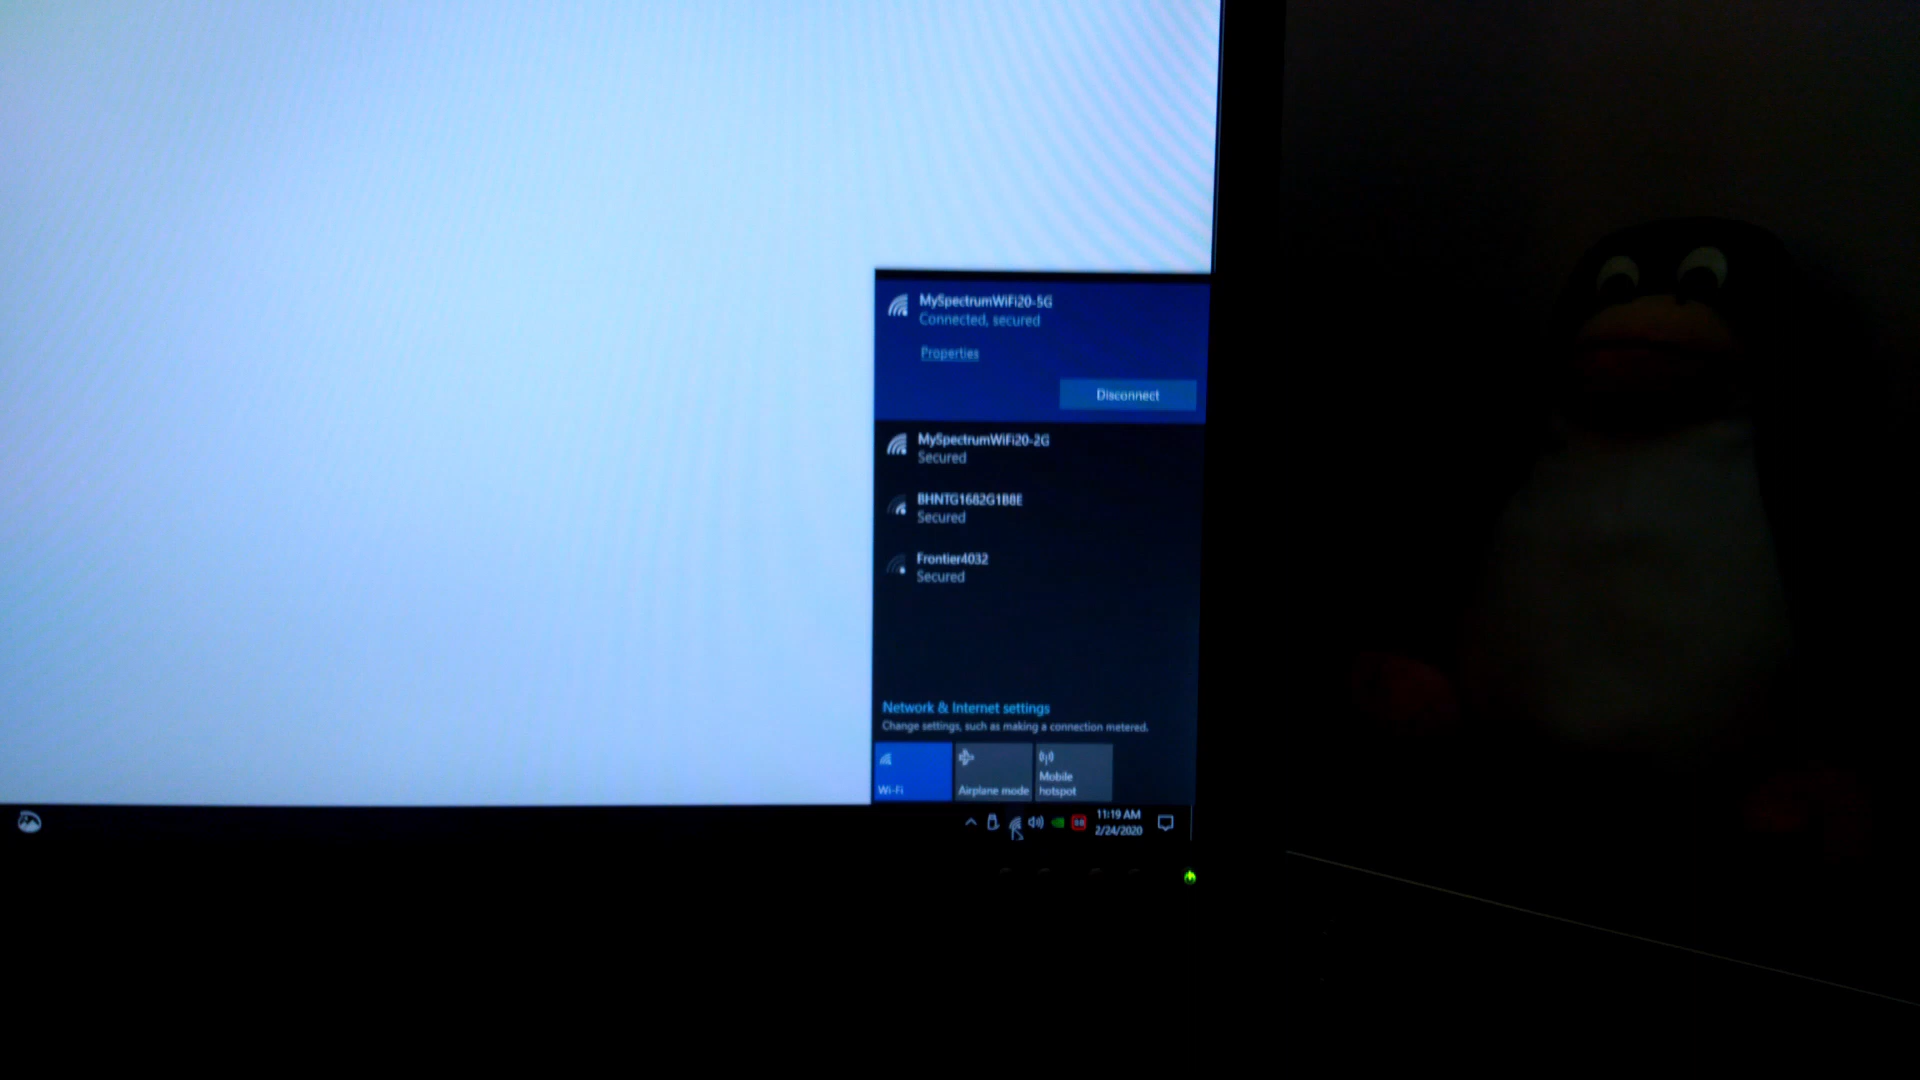 MySpectrumWiFi20-5G
Connected, secured
Properties
Disconnect
MySpectrumWiFi20-2G
Secured
BHNTG1682G1B8E
Secured
Frontier4032
Secured
Network & Internet settings
Change settings, such as making a connection metered.
Wi-Fi
Airplane mode
Mobile
hotspot
11:19 AM
2/24/2020